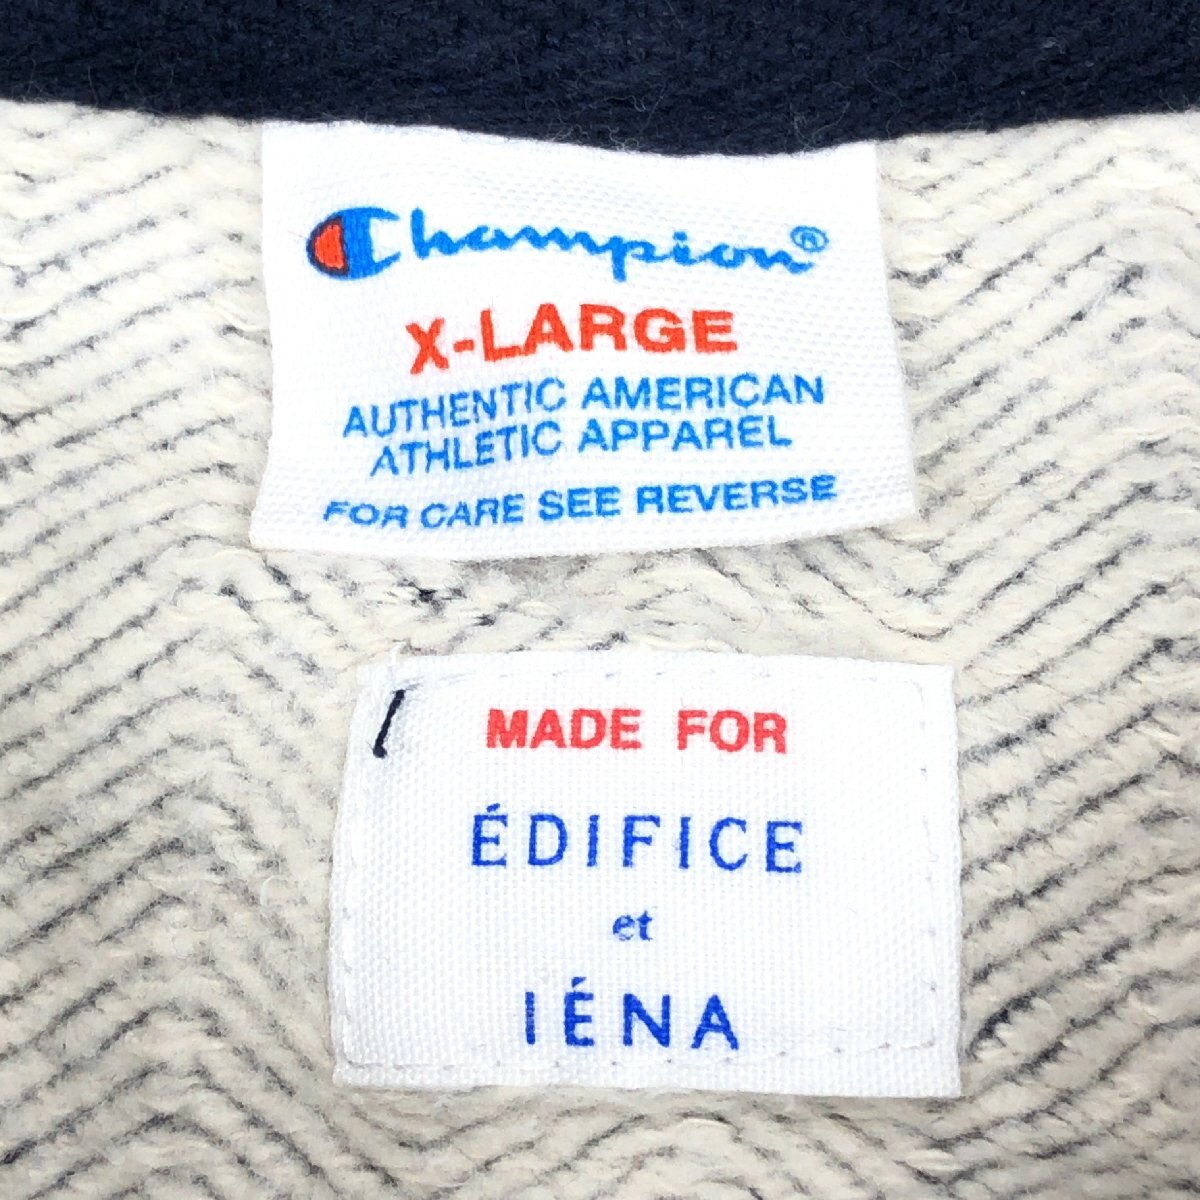 Champion®
X-LARGE
AUTHENTIC AMERICAN
ATHLETIC APPAREL
FOR CARE SEE REVERSE
MADE FOR
ÉDIFICE
et
IÉNA